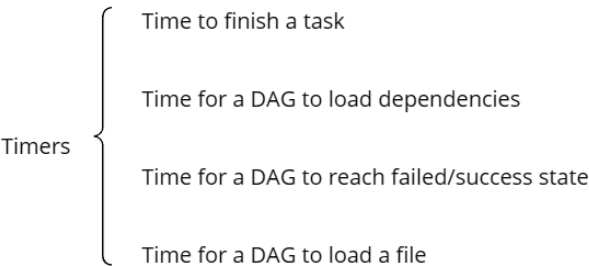 Time to finish a task
Time for a DAG to load dependencies
Timers
Time for a DAG to reach failed/success state
Time for a DAG to load a file